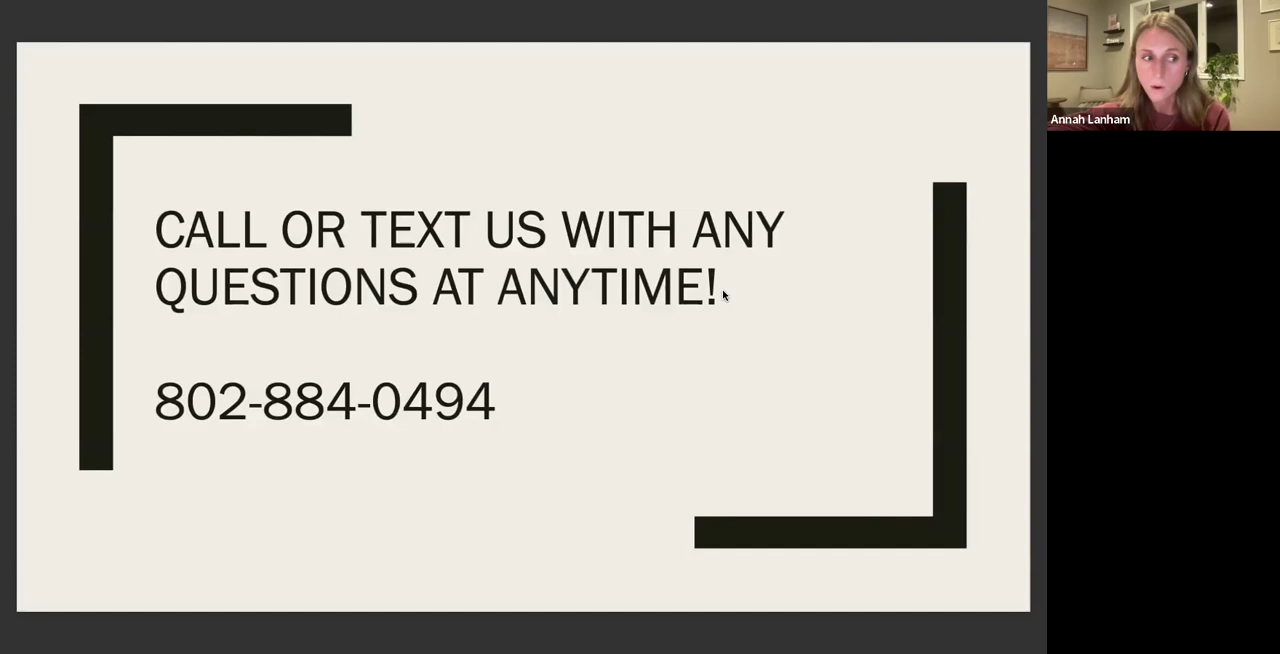 CALL OR TEXT US WITH ANY
QUESTIONS AT ANYTIME!
802-884-0494
Annah Lanham